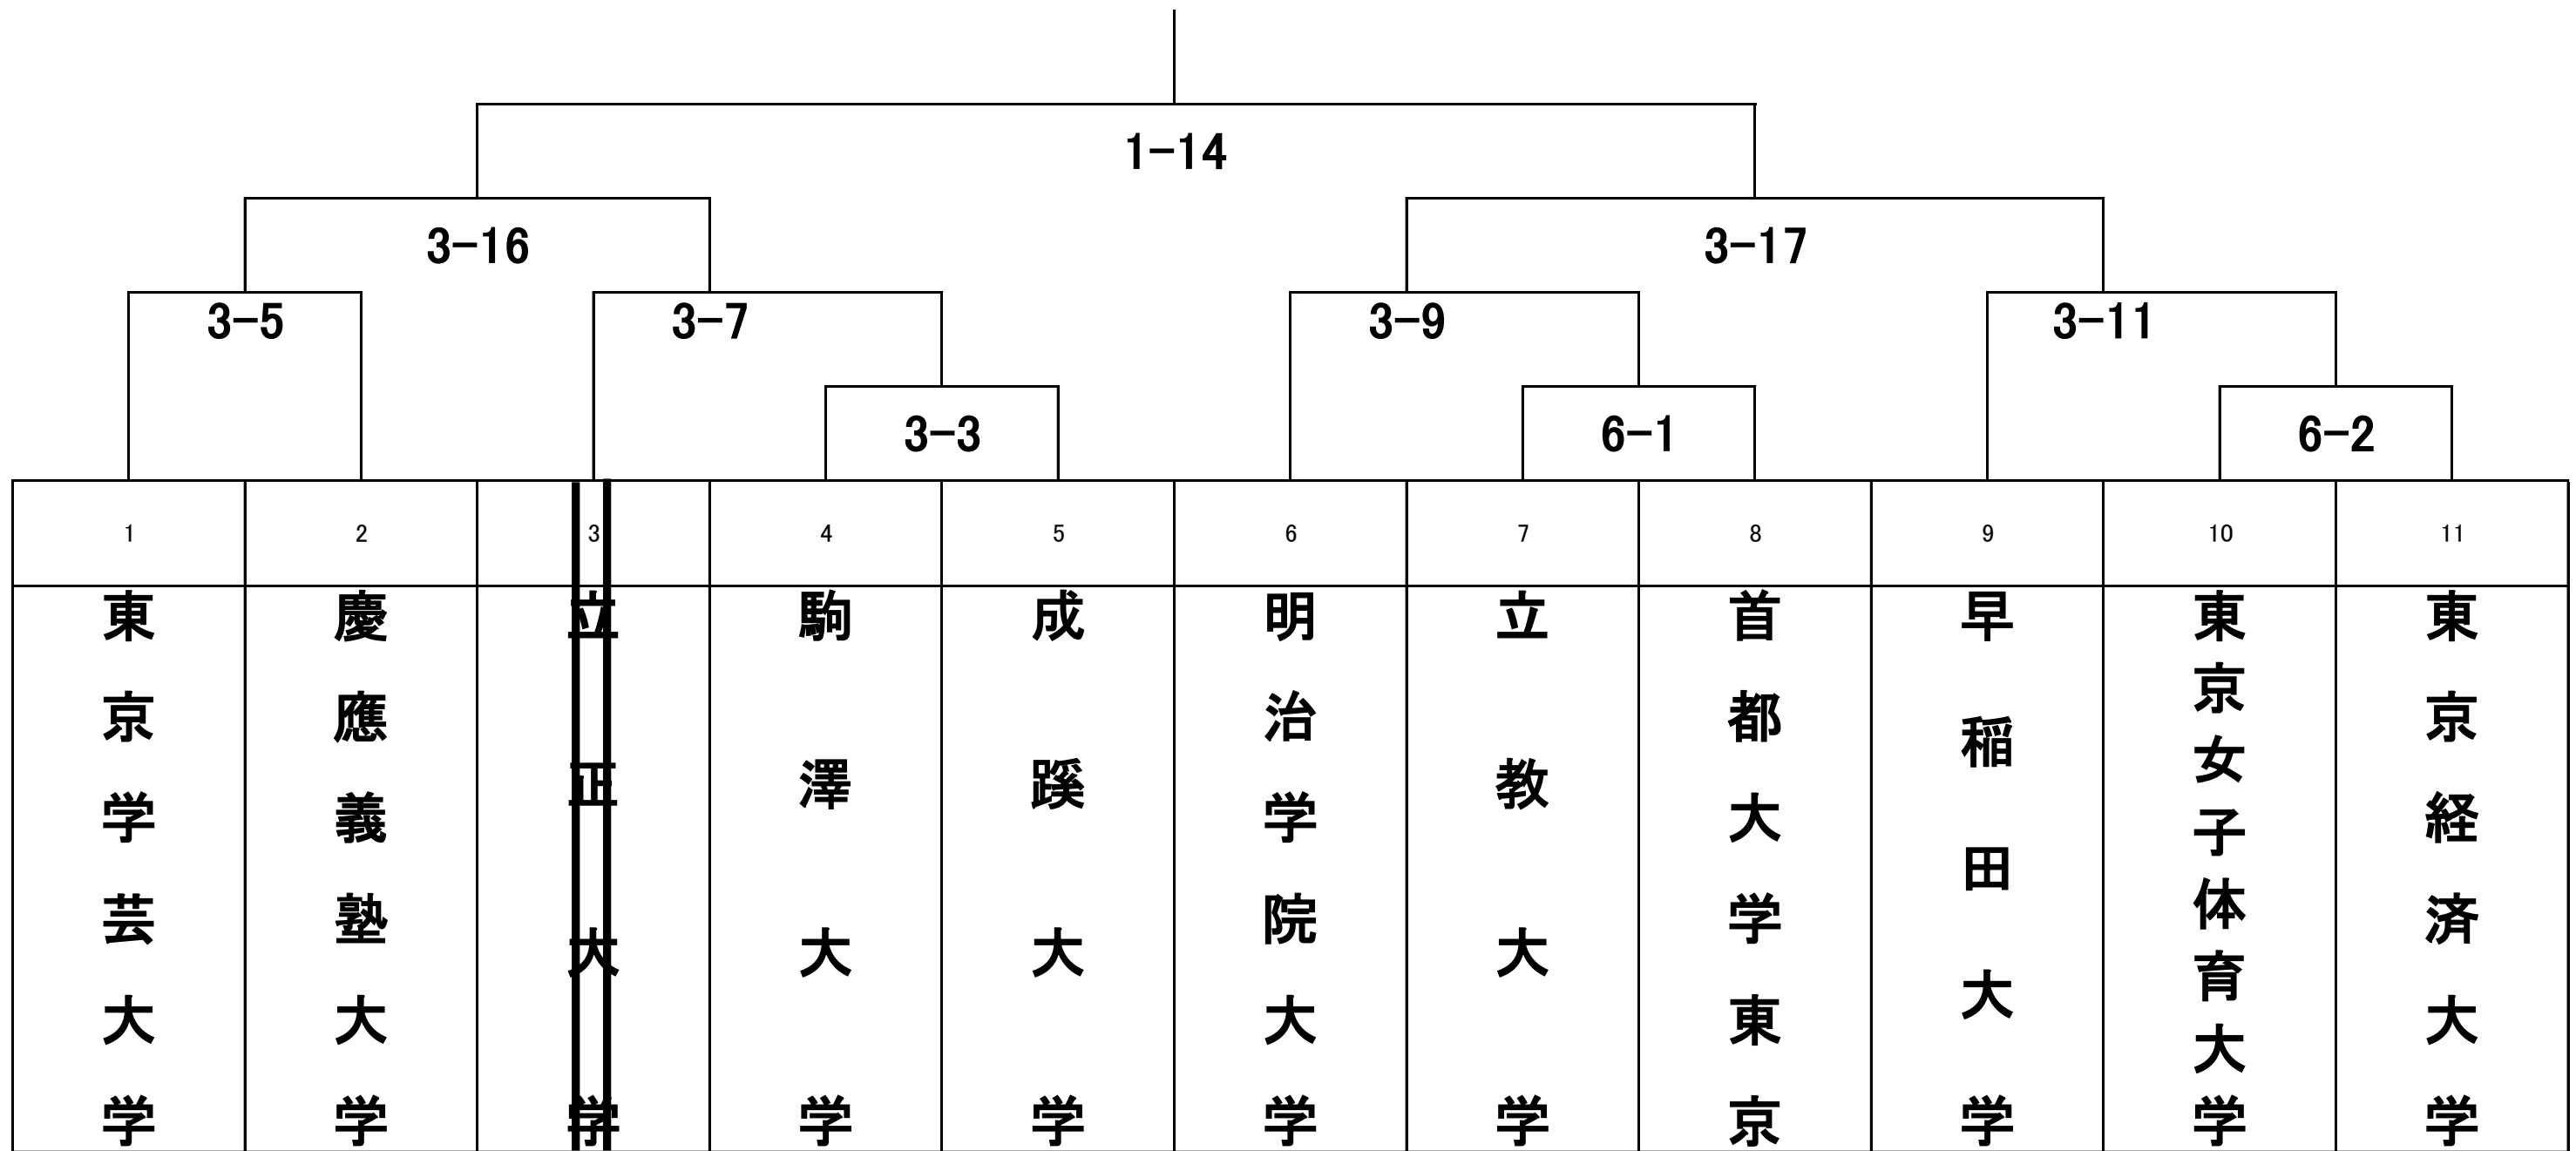 1-14
3-16
3-17
3-5
3-7
3-9
3-11
3-3
6-1
6-2
1
2
3
4
5
6
7
8
9
10
11
東京学芸大学
慶應義塾大学
立正大学
駒澤大学
成蹊大学
明治学院大学
立教大学
首都大学東京
早稲田大学
東京女子体育大学
東京経済大学